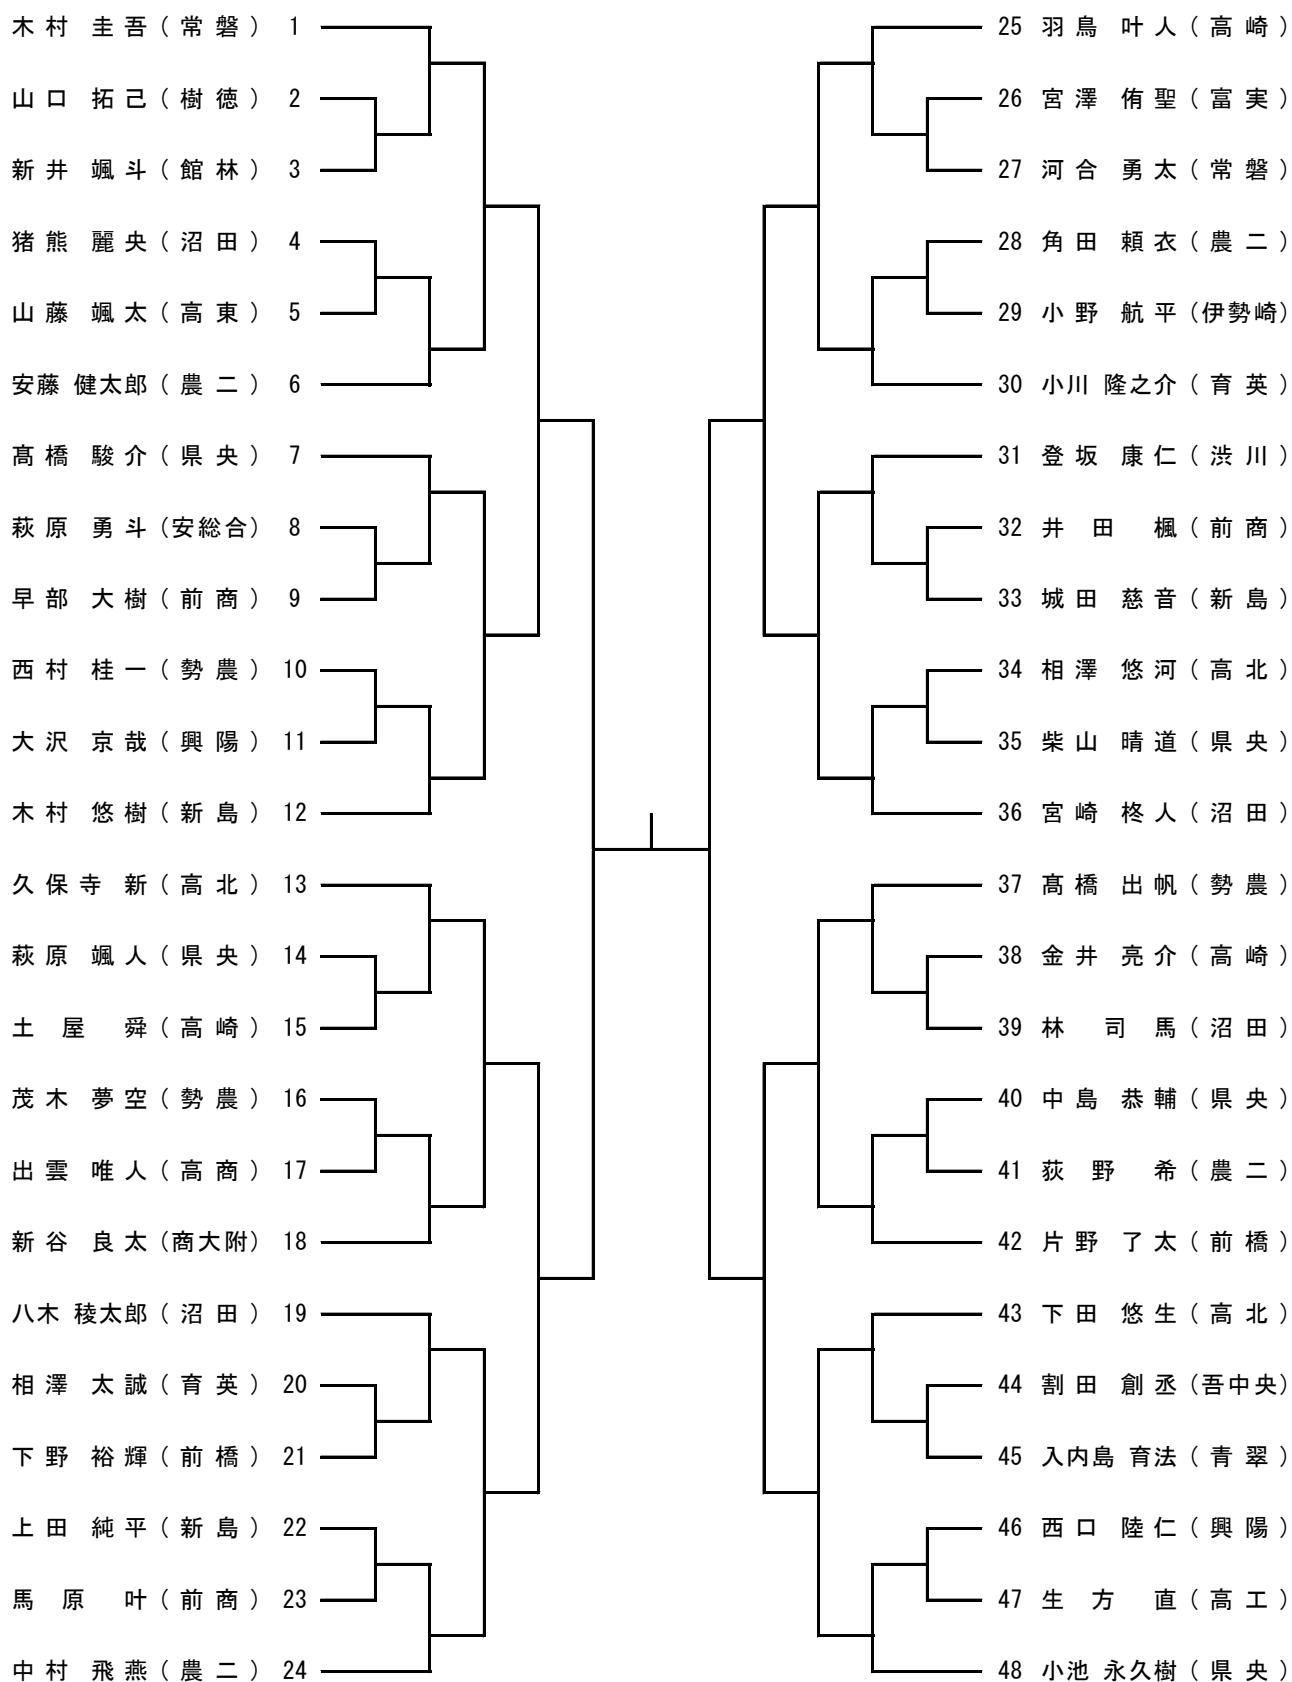 木村 圭吾 (常磐) 1
山口 拓己 (樹徳) 2
新井 颯斗 (館林) 3
猪熊 麗央 (沼田) 4
山藤 颯太 (高東) 5
安藤 健太郎 (農二) 6
髙橋 駿介 (県央) 7
萩原 勇斗 (安総合) 8
早部 大樹 (前商) 9
西村 桂一 (勢農) 10
大沢 京哉 (興陽) 11
木村 悠樹 (新島) 12
久保寺 新 (高北) 13
萩原 颯人 (県央) 14
土屋 舜 (高崎) 15
茂木 夢空 (勢農) 16
出雲 唯人 (高商) 17
新谷 良太 (商大附) 18
八木 稜太郎 (沼田) 19
相澤 太誠 (育英) 20
下野 裕輝 (前橋) 21
上田 純平 (新島) 22
馬原 叶 (前商) 23
中村 飛燕 (農二) 24
25 羽鳥 叶人 (高崎)
26 宮澤 侑聖 (富実)
27 河合 勇太 (常磐)
28 角田 頼衣 (農二)
29 小野 航平 (伊勢崎)
30 小川 隆之介 (育英)
31 登坂 康仁 (渋川)
32 井田 楓 (前商)
33 城田 慈音 (新島)
34 相澤 悠河 (高北)
35 柴山 晴道 (県央)
36 宮崎 柊人 (沼田)
37 髙橋 出帆 (勢農)
38 金井 亮介 (高崎)
39 林 司馬 (沼田)
40 中島 恭輔 (県央)
41 荻野 希 (農二)
42 片野 了太 (前橋)
43 下田 悠生 (高北)
44 割田 創丞 (吾中央)
45 入内島 育法 (青翠)
46 西口 陸仁 (興陽)
47 生方 直 (高工)
48 小池 永久樹 (県央)